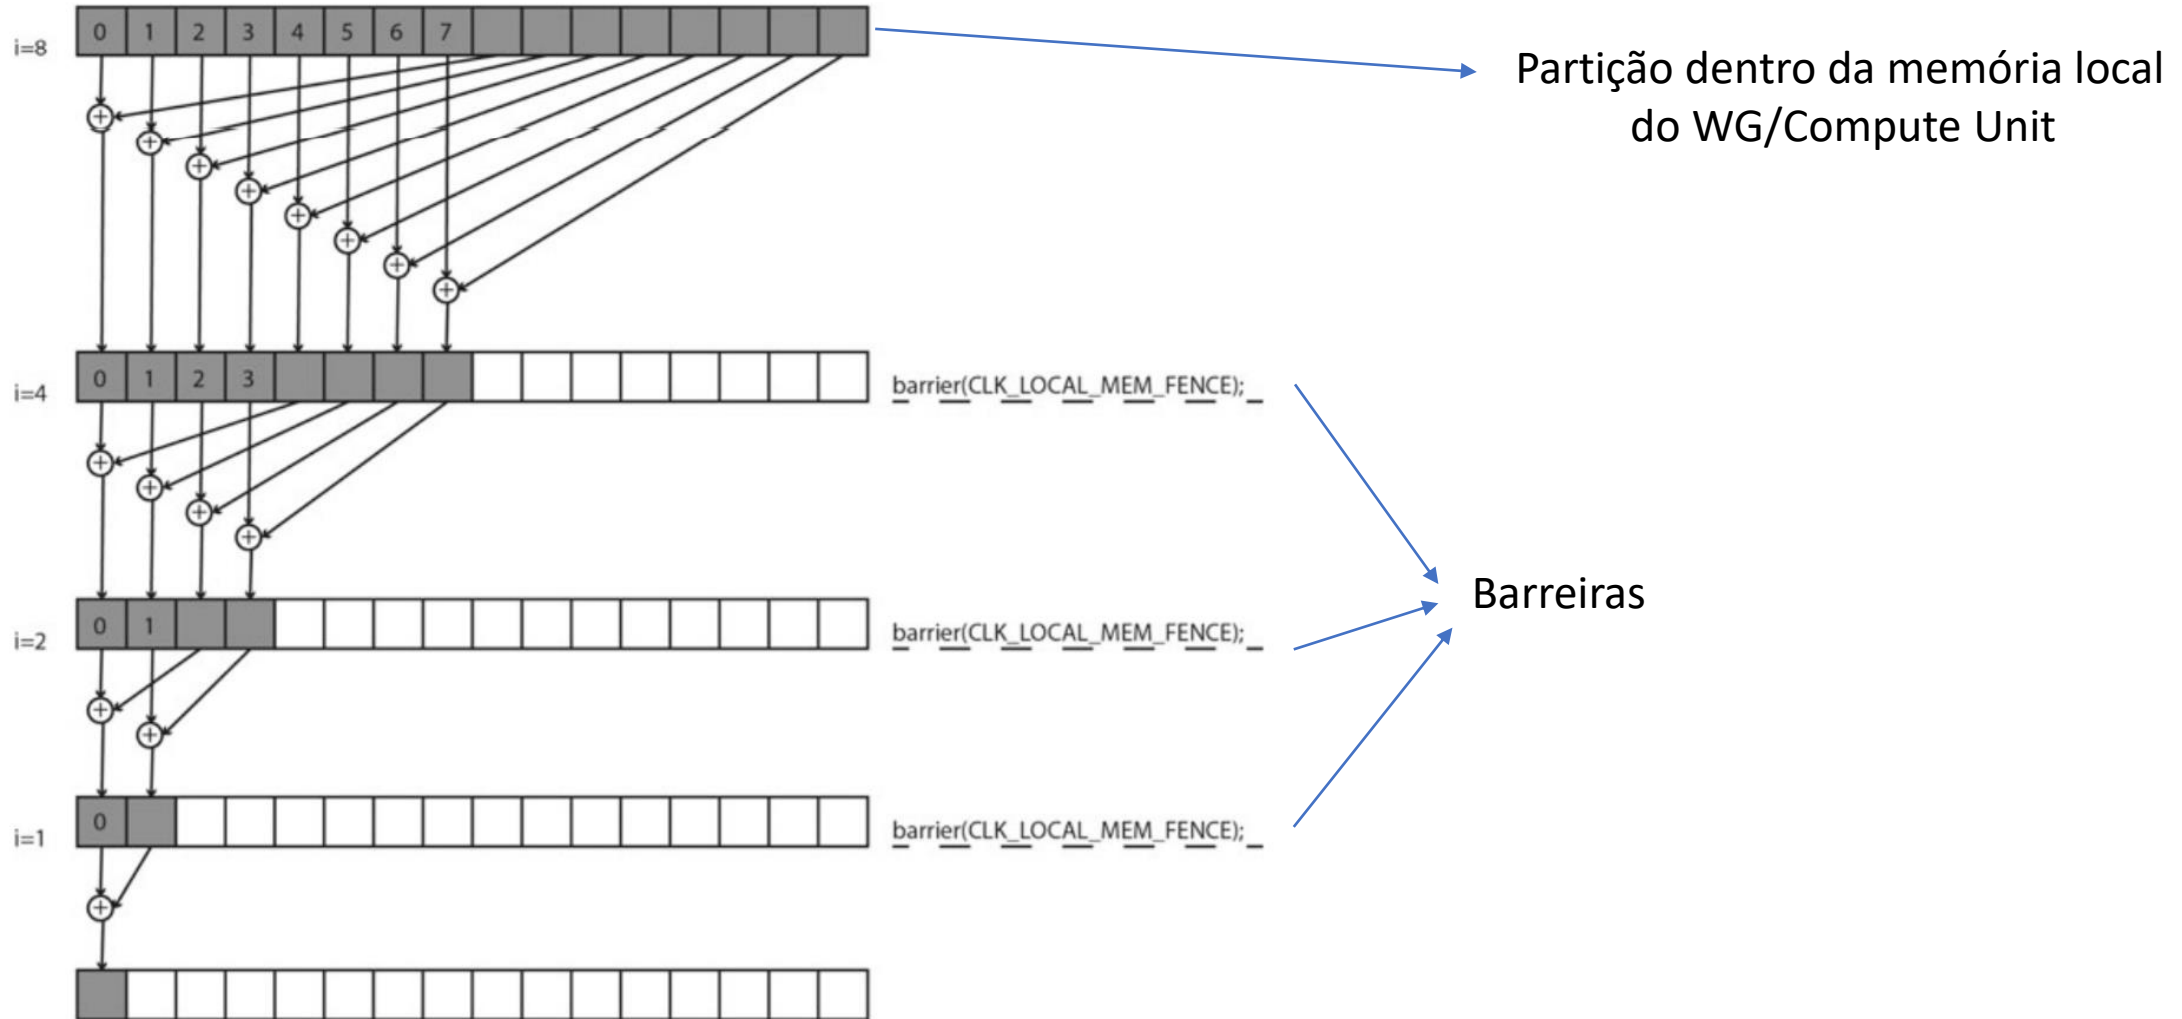 i=8
0 1 2 3 4 5 6 7
Partição dentro da memória local
do WG/Compute Unit
i=4
0 1 2 3
barrier(CLK_LOCAL_MEM_FENCE);
Barreiras
i=2
0 1
barrier(CLK_LOCAL_MEM_FENCE);
i=1
0
barrier(CLK_LOCAL_MEM_FENCE);